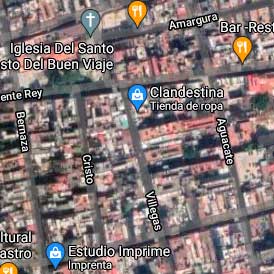 Amargura
Bar -Res
Iglesia Del Santo
sto Del Buen Viaje
ente Rey
Clandestina
Tienda de ropa
Bernaza
Aguacate
Cristo
Villegas
ltural
astro
Estudio Imprime
Imprenta